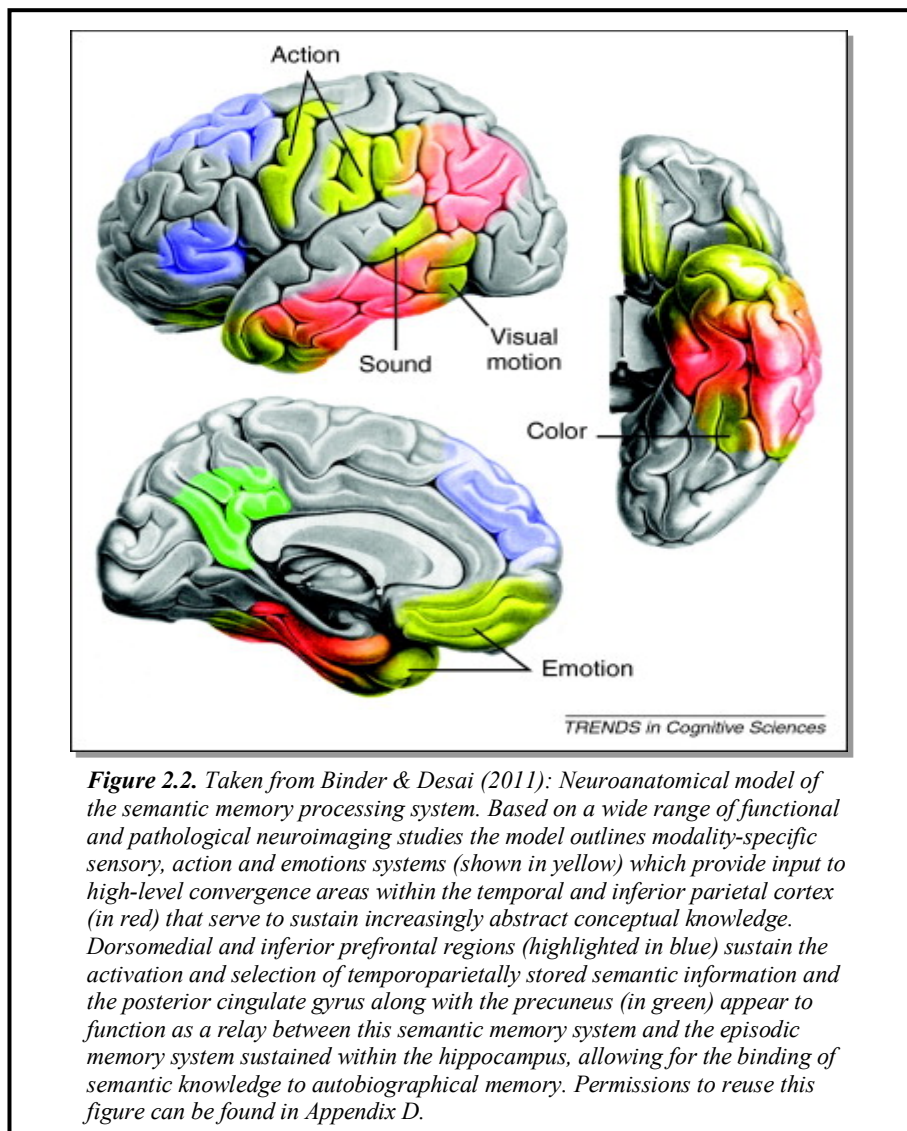 Action
Sound
Visual
motion
Color
Emotion
TRENDS in Cognitive Sciences
Figure 2.2. Taken from Binder & Desai (2011): Neuroanatomical model of
the semantic memory processing system. Based on a wide range of functional
and pathological neuroimaging studies the model outlines modality-specific
sensory, action and emotions systems (shown in yellow) which provide input to
high-level convergence areas within the temporal and inferior parietal cortex
(in red) that serve to sustain increasingly abstract conceptual knowledge.
Dorsomedial and inferior prefrontal regions (highlighted in blue) sustain the
activation and selection of temporoparietally stored semantic information and
the posterior cingulate gyrus along with the precuneus (in green) appear to
function as a relay between this semantic memory system and the episodic
memory system sustained within the hippocampus, allowing for the binding of
semantic knowledge to autobiographical memory. Permissions to reuse this
figure can be found in Appendix D.